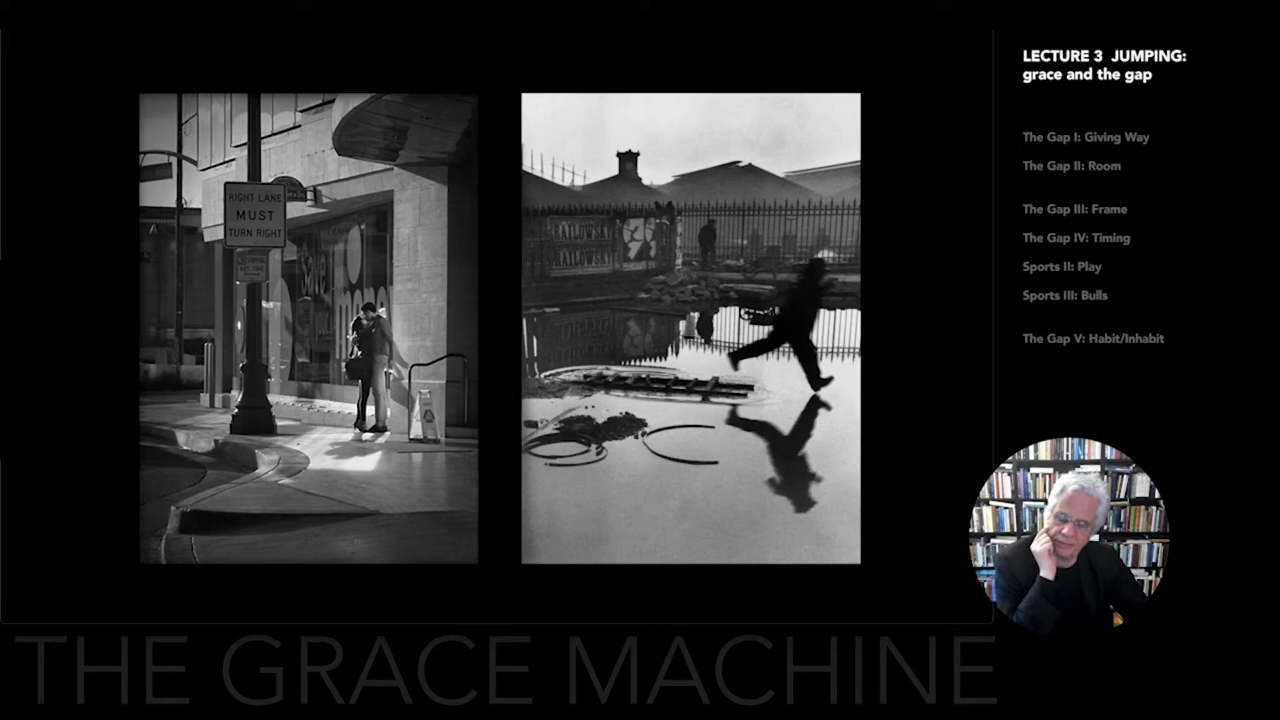 LECTURE 3 JUMPING:
grace and the gap
The Gap I: Giving Way
The Gap II: Room
The Gap III: Frame
The Gap IV: Timing
Sports II: Play
Sports III: Bulls
The Gap V: Habit/Inhabit
RIGHT LANE
MUST
TURN RIGHT
RAILOWSKY
RAILOWSKY
THE GRACE MACHINE